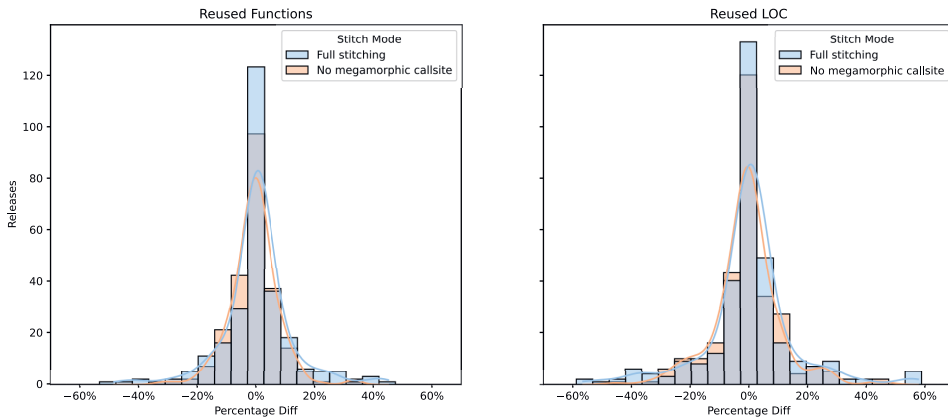 Reused Functions
Stitch Mode
Full stitching
No megamorphic callsite
Releases
120
100
80
60
40
20
0
−60%
−40%
−20%
0%
20%
40%
60%
Percentage Diff
Reused LOC
Stitch Mode
Full stitching
No megamorphic callsite
−60%
−40%
−20%
0%
20%
40%
60%
Percentage Diff